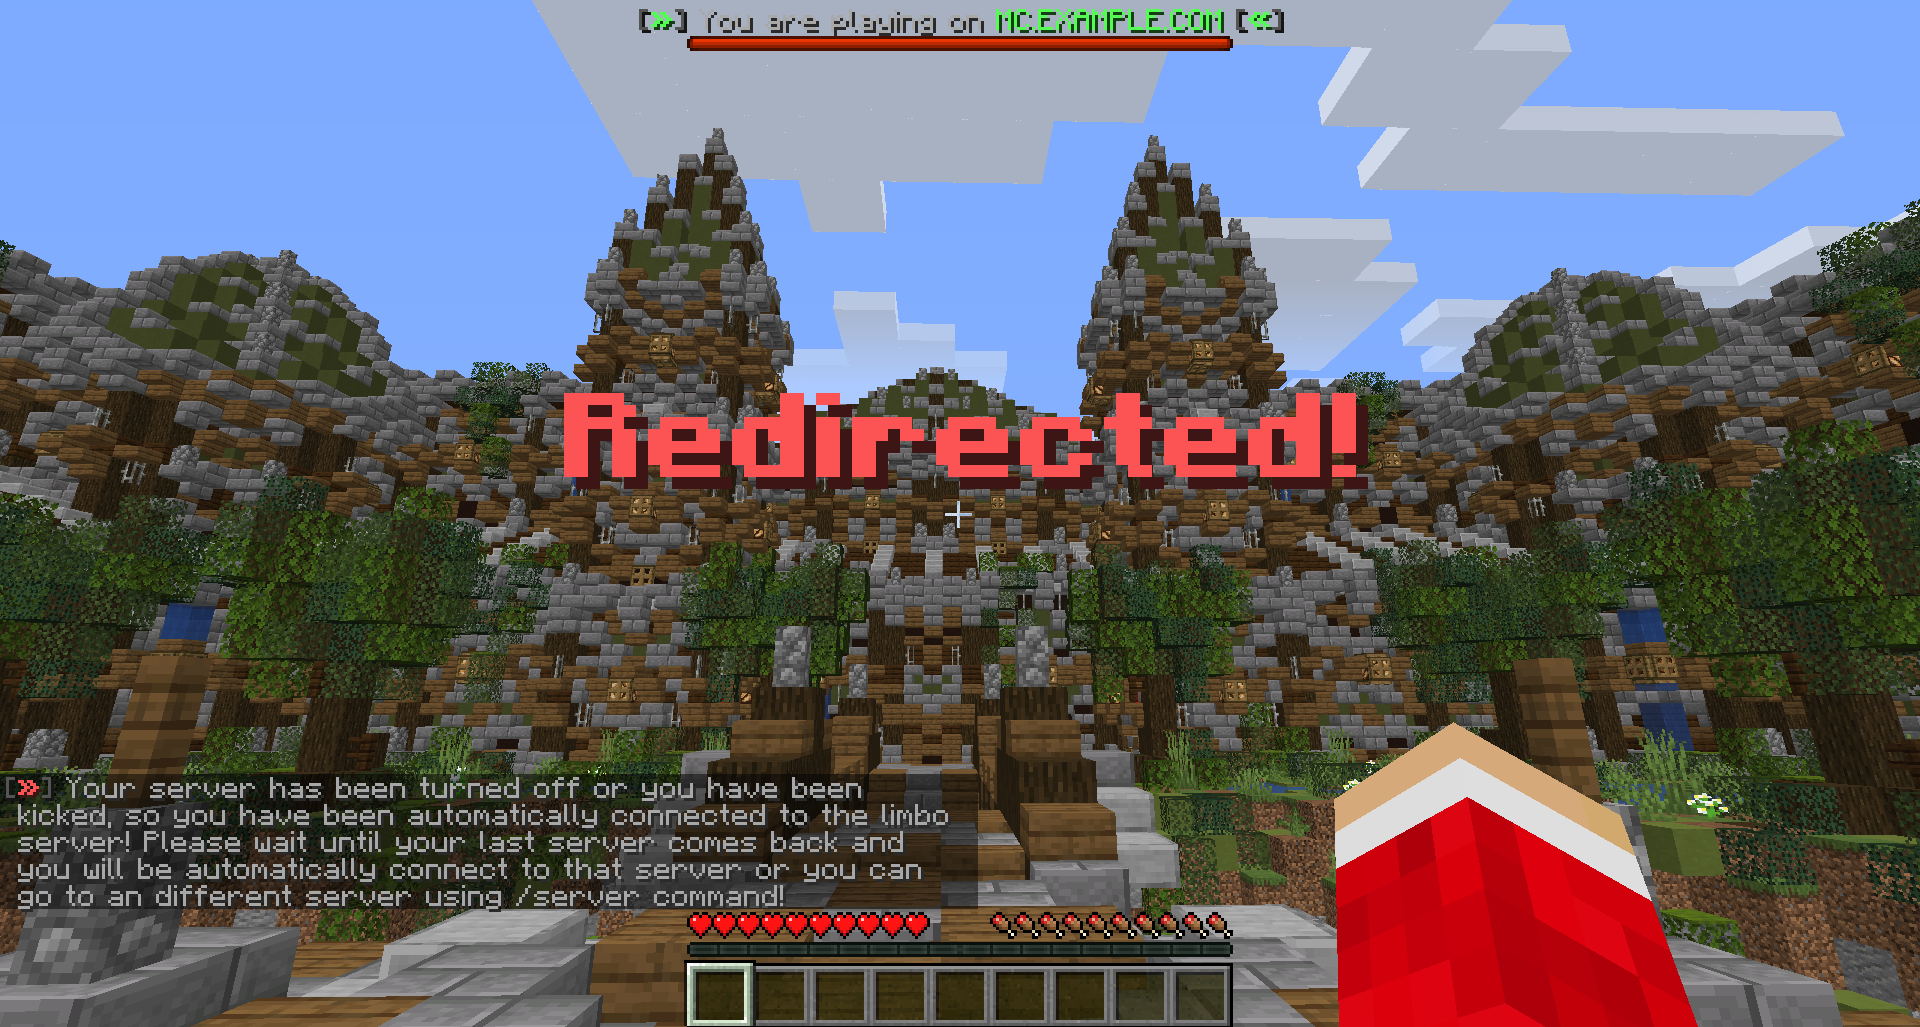 [»] You are playing on MC.EXAMPLE.COM [«]
Redirected!
[»] Your server has been turned off or you have been
kicked, so you have been automatically connected to the limbo
server! Please wait until your last server comes back and
you will be automatically connect to that server or you can
go to an different server using /server command!